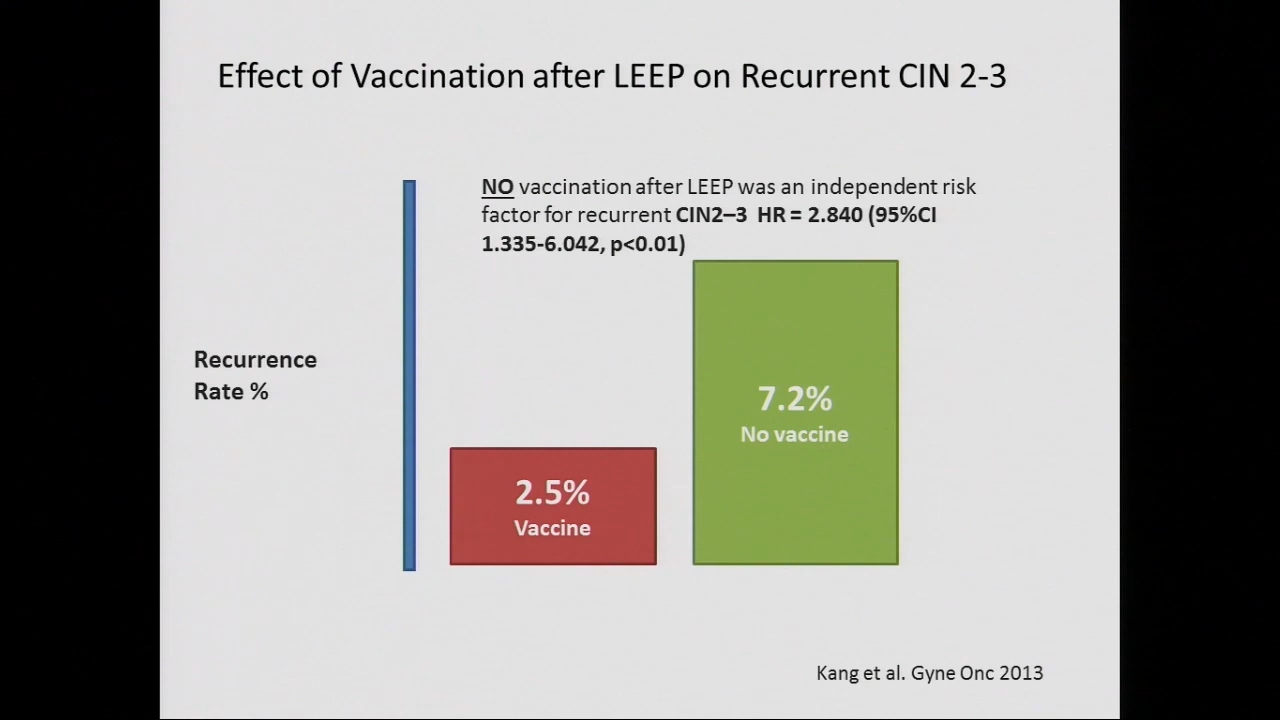 Effect of Vaccination after LEEP on Recurrent CIN 2-3
NO vaccination after LEEP was an independent risk
factor for recurrent CIN2–3 HR = 2.840 (95%CI
1.335-6.042, p<0.01)
Recurrence
Rate %
2.5%
Vaccine
7.2%
No vaccine
Kang et al. Gyne Onc 2013